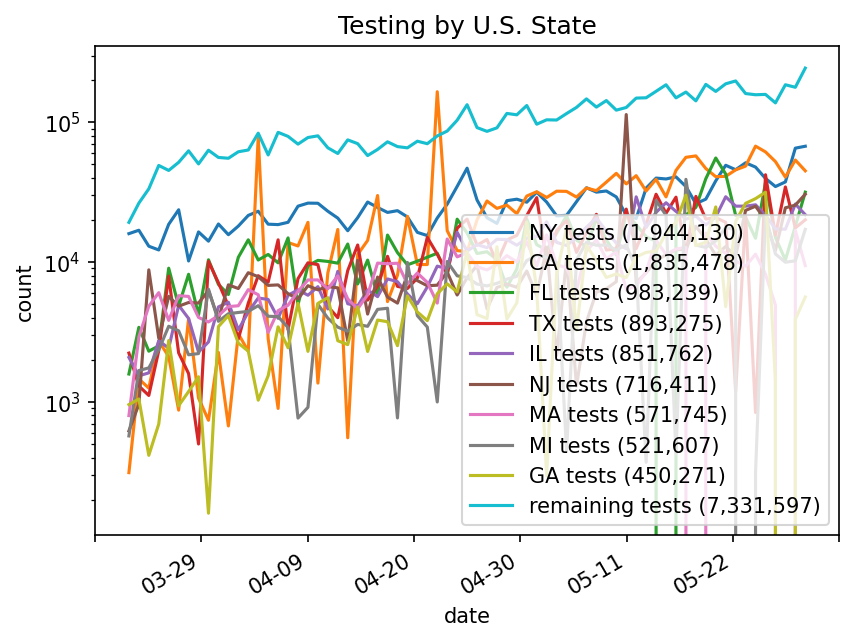 Testing by U.S. State
count
10^5
10^4
10^3
NY tests (1,944,130)
CA tests (1,835,478)
FL tests (983,239)
TX tests (893,275)
IL tests (851,762)
NJ tests (716,411)
MA tests (571,745)
MI tests (521,607)
GA tests (450,271)
remaining tests (7,331,597)
03-29
04-09
04-20
04-30
05-11
05-22
date